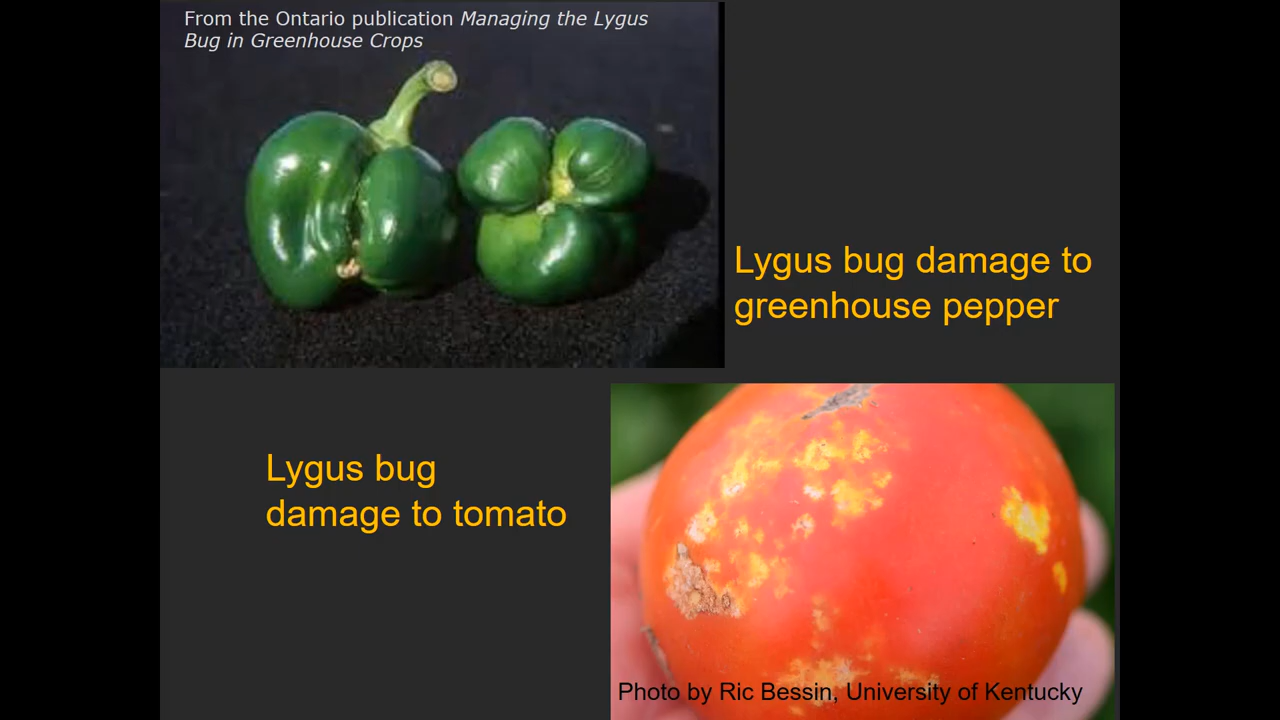 From the Ontario publication Managing the Lygus
Bug in Greenhouse Crops
Lygus bug damage to
greenhouse pepper
Lygus bug
damage to tomato
Photo by Ric Bessin, University of Kentucky